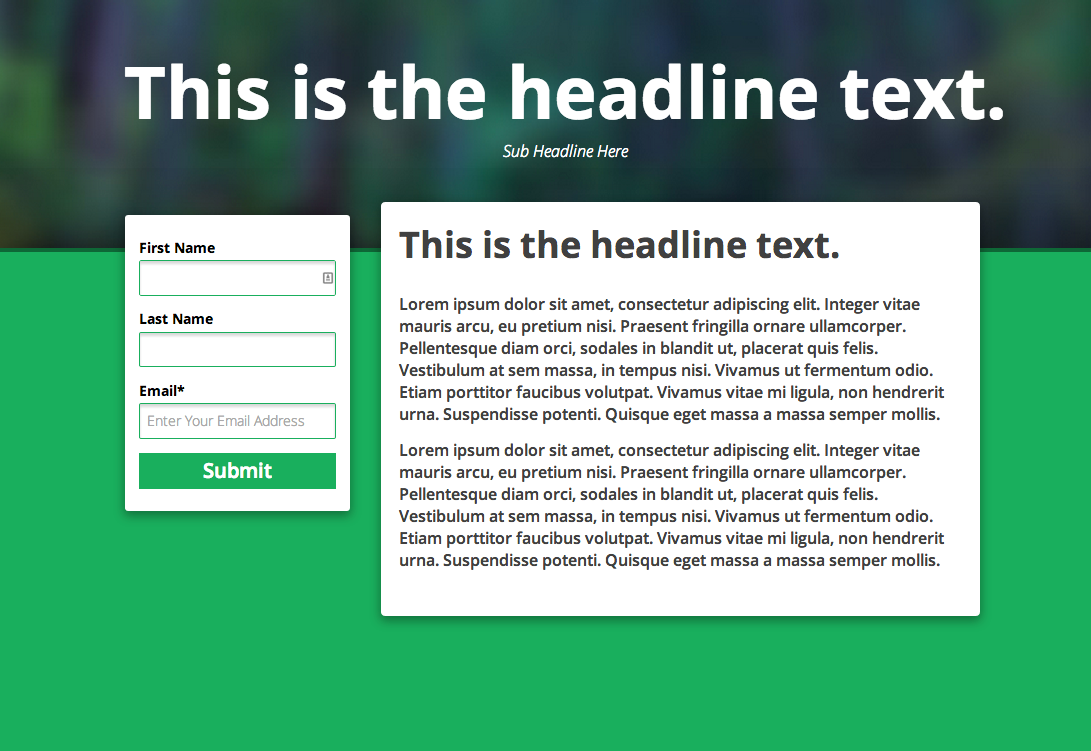 This is the headline text.
Sub Headline Here
First Name
Last Name
Email*
Enter Your Email Address
Submit
This is the headline text.
Lorem ipsum dolor sit amet, consectetur adipiscing elit. Integer vitae
mauris arcu, eu pretium nisi. Praesent fringilla ornare ullamcorper.
Pellentesque diam orci, sodales in blandit ut, placerat quis felis.
Vestibulum at sem massa, in tempus nisi. Vivamus ut fermentum odio.
Etiam porttitor faucibus volutpat. Vivamus vitae mi ligula, non hendrerit
urna. Suspendisse potenti. Quisque eget massa a massa semper mollis.
Lorem ipsum dolor sit amet, consectetur adipiscing elit. Integer vitae
mauris arcu, eu pretium nisi. Praesent fringilla ornare ullamcorper.
Pellentesque diam orci, sodales in blandit ut, placerat quis felis.
Vestibulum at sem massa, in tempus nisi. Vivamus ut fermentum odio.
Etiam porttitor faucibus volutpat. Vivamus vitae mi ligula, non hendrerit
urna. Suspendisse potenti. Quisque eget massa a massa semper mollis.